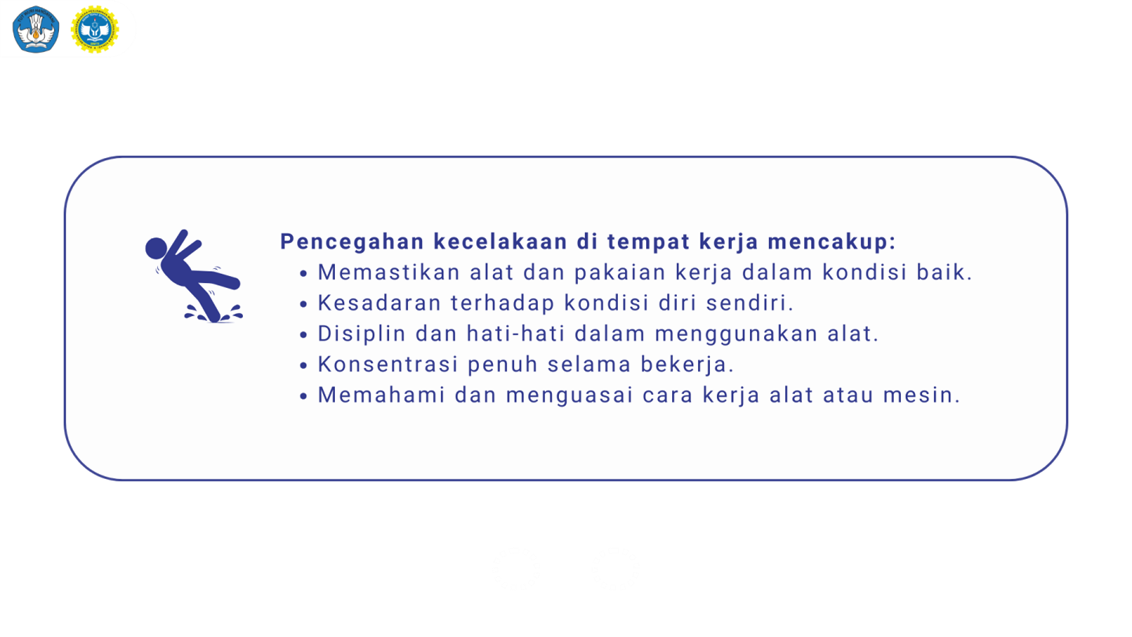 Pencegahan kecelakaan di tempat kerja mencakup:
• Memastikan alat dan pakaian kerja dalam kondisi baik.
• Kesadaran terhadap kondisi diri sendiri.
• Disiplin dan hati-hati dalam menggunakan alat.
• Konsentrasi penuh selama bekerja.
• Memahami dan menguasai cara kerja alat atau mesin.